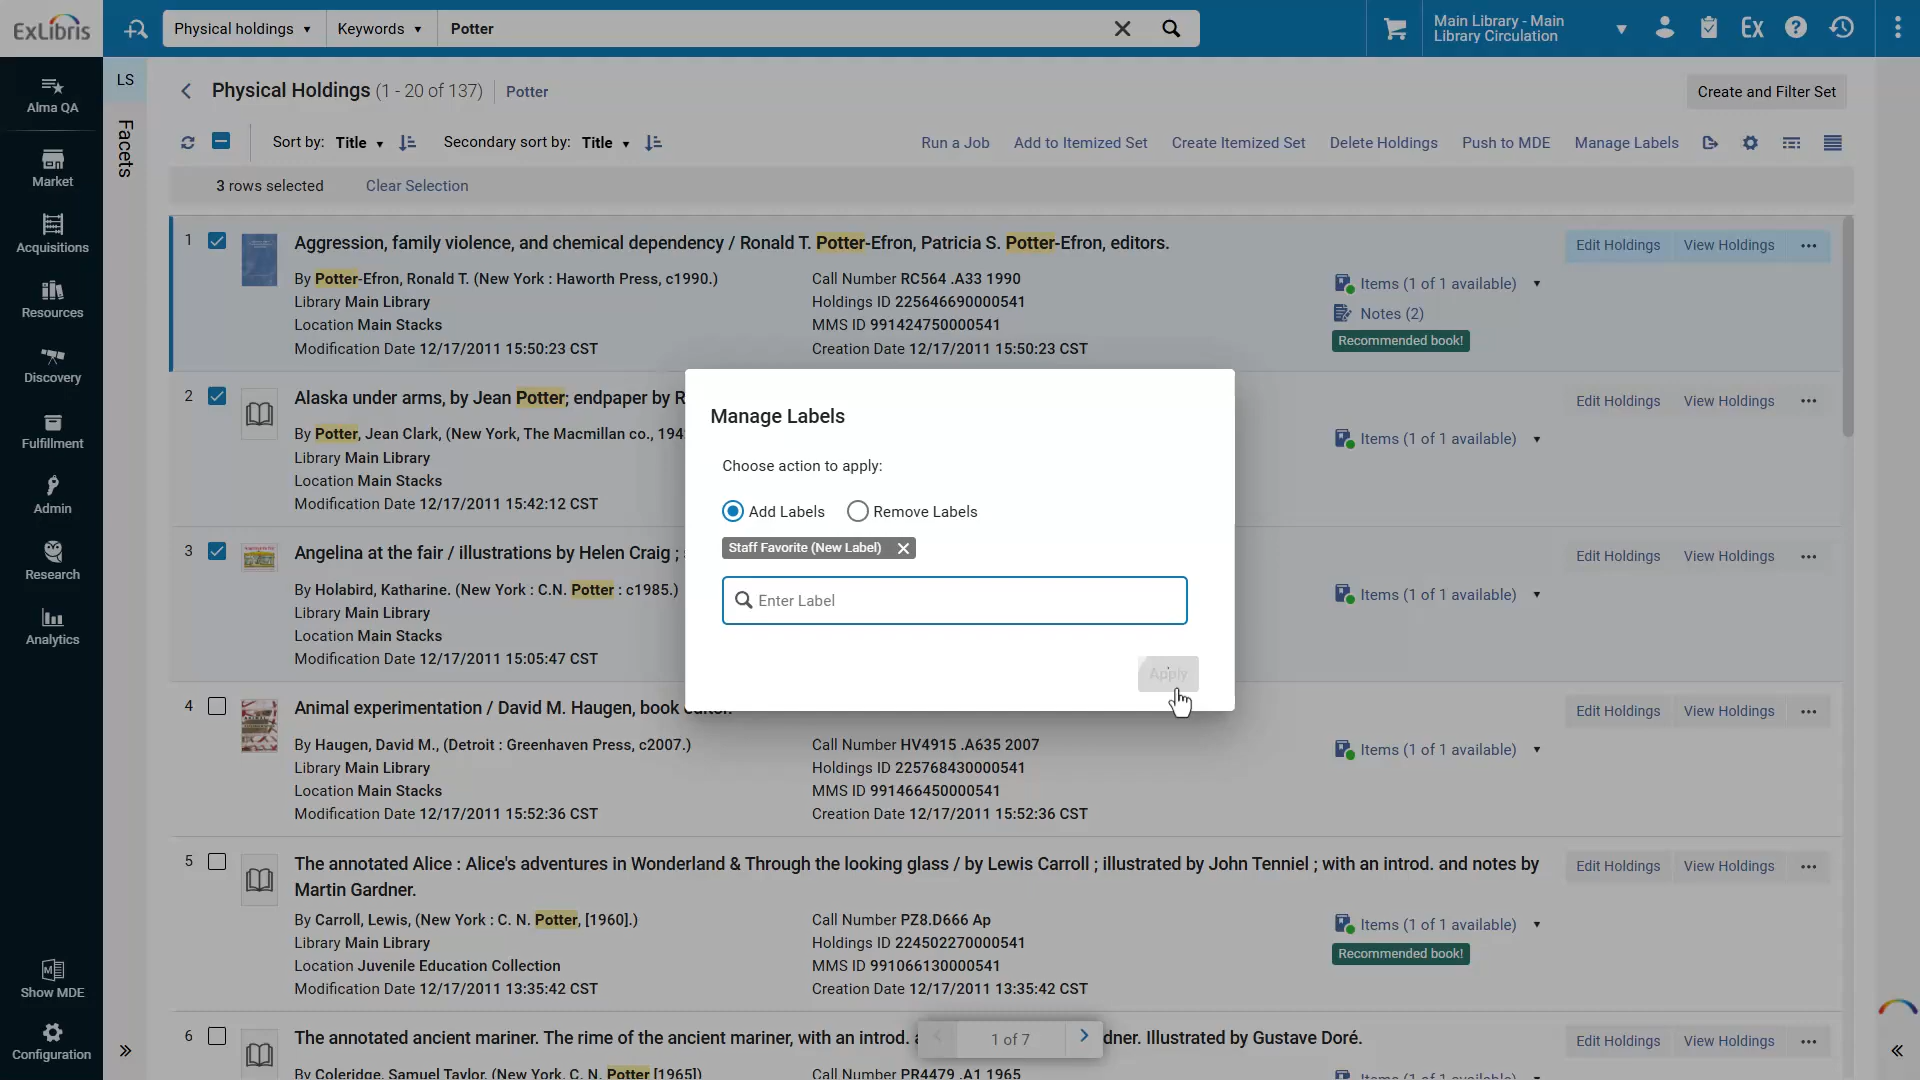 ExLibris
Physical holdings
Keywords
Potter
Main Library - Main
Library Circulation
Ex
Alma QA
Market
Acquisitions
Resources
Discovery
Fulfillment
Admin
Research
Analytics
Show MDE
Configuration
LS
Facets
Physical Holdings (1 - 20 of 137)
Potter
Create and Filter Set
Sort by: Title
Secondary sort by: Title
Run a Job
Add to Itemized Set
Create Itemized Set
Delete Holdings
Push to MDE
Manage Labels
3 rows selected
Clear Selection
1
Aggression, family violence, and chemical dependency / Ronald T. Potter-Efron, Patricia S. Potter-Efron, editors.
By Potter-Efron, Ronald T. (New York : Haworth Press, c1990.)
Library Main Library
Location Main Stacks
Modification Date 12/17/2011 15:50:23 CST
Call Number RC564 .A33 1990
Holdings ID 225646690000541
MMS ID 991424750000541
Creation Date 12/17/2011 15:50:23 CST
Items (1 of 1 available)
Notes (2)
Recommended book!
Edit Holdings
View Holdings
2
Alaska under arms, by Jean Potter; endpaper by R
By Potter, Jean Clark, (New York, The Macmillan co., 194
Library Main Library
Location Main Stacks
Modification Date 12/17/2011 15:42:12 CST
Items (1 of 1 available)
Edit Holdings
View Holdings
3
Angelina at the fair / illustrations by Helen Craig ;
By Holabird, Katharine. (New York : C.N. Potter : c1985.)
Library Main Library
Location Main Stacks
Modification Date 12/17/2011 15:05:47 CST
Items (1 of 1 available)
Edit Holdings
View Holdings
Manage Labels
Choose action to apply:
Add Labels
Remove Labels
Staff Favorite (New Label)
Enter Label
Apply
4
Animal experimentation / David M. Haugen, book editor.
By Haugen, David M., (Detroit : Greenhaven Press, c2007.)
Library Main Library
Location Main Stacks
Modification Date 12/17/2011 15:52:36 CST
Call Number HV4915 .A635 2007
Holdings ID 225768430000541
MMS ID 991466450000541
Creation Date 12/17/2011 15:52:36 CST
Items (1 of 1 available)
Edit Holdings
View Holdings
5
The annotated Alice : Alice's adventures in Wonderland & Through the looking glass / by Lewis Carroll ; illustrated by John Tenniel ; with an introd. and notes by
Martin Gardner.
By Carroll, Lewis, (New York : C. N. Potter, [1960].)
Library Main Library
Location Juvenile Education Collection
Modification Date 12/17/2011 13:35:42 CST
Call Number PZ8.D666 Ap
Holdings ID 224502270000541
MMS ID 991066130000541
Creation Date 12/17/2011 13:35:42 CST
Items (1 of 1 available)
Recommended book!
Edit Holdings
View Holdings
6
The annotated ancient mariner. The rime of the ancient mariner, with an introd. a
dner. Illustrated by Gustave Doré.
1 of 7
By Coleridge, Samuel Taylor, (New York, C. N. Potter [1965])
Call Number PR4479 .A1 1965
Items (1 of 1 available)
Edit Holdings
View Holdings